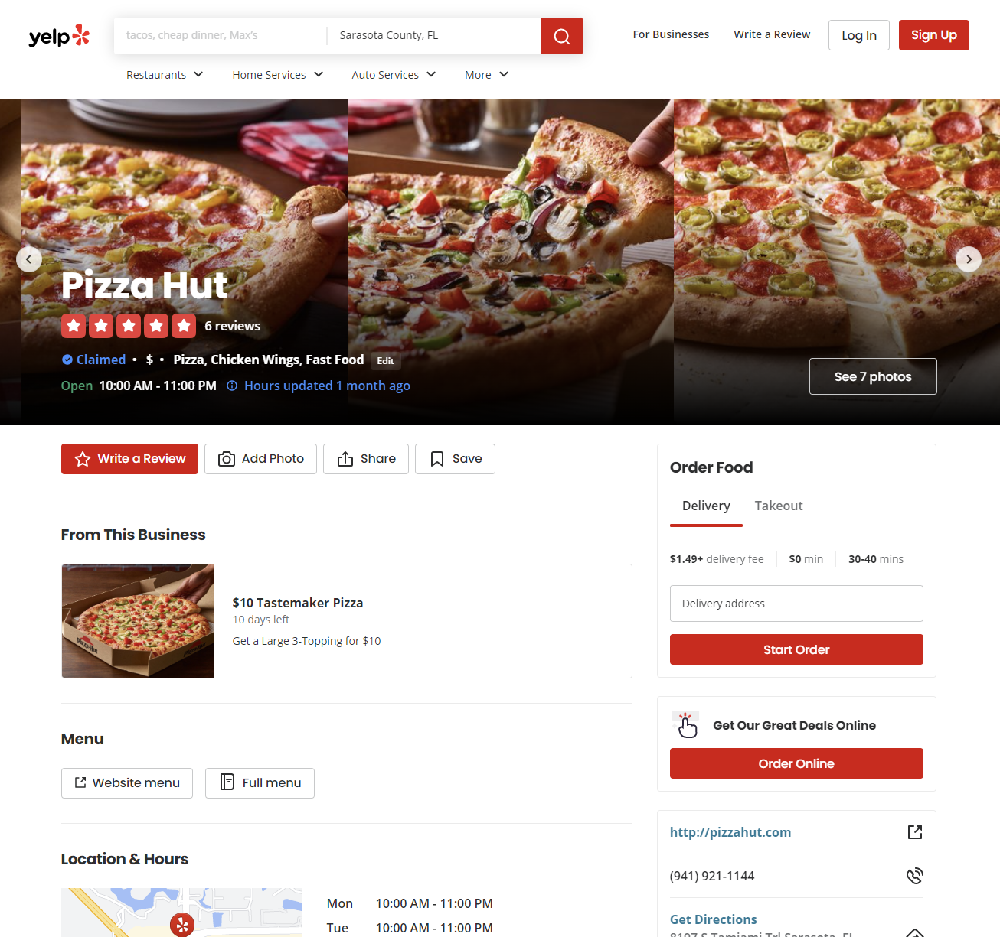 yelp
tacos, cheap dinner, Max's
Sarasota County, FL
For Businesses
Write a Review
Log In
Sign Up
Restaurants
Home Services
Auto Services
More
Pizza Hut
6 reviews
Claimed • $ • Pizza, Chicken Wings, Fast Food Edit
Open 10:00 AM - 11:00 PM Hours updated 1 month ago
See 7 photos
Write a Review
Add Photo
Share
Save
From This Business
Pizza Hut
$10 Tastemaker Pizza
10 days left
Get a Large 3-Topping for $10
Menu
Website menu
Full menu
Location & Hours
Mon 10:00 AM - 11:00 PM
Tue 10:00 AM - 11:00 PM
Order Food
Delivery Takeout
$1.49+ delivery fee $0 min 30-40 mins
Delivery address
Start Order
Get Our Great Deals Online
Order Online
http://pizzahut.com
(941) 921-1144
Get Directions
8197 S Tamiami Trl Sarasota, FL